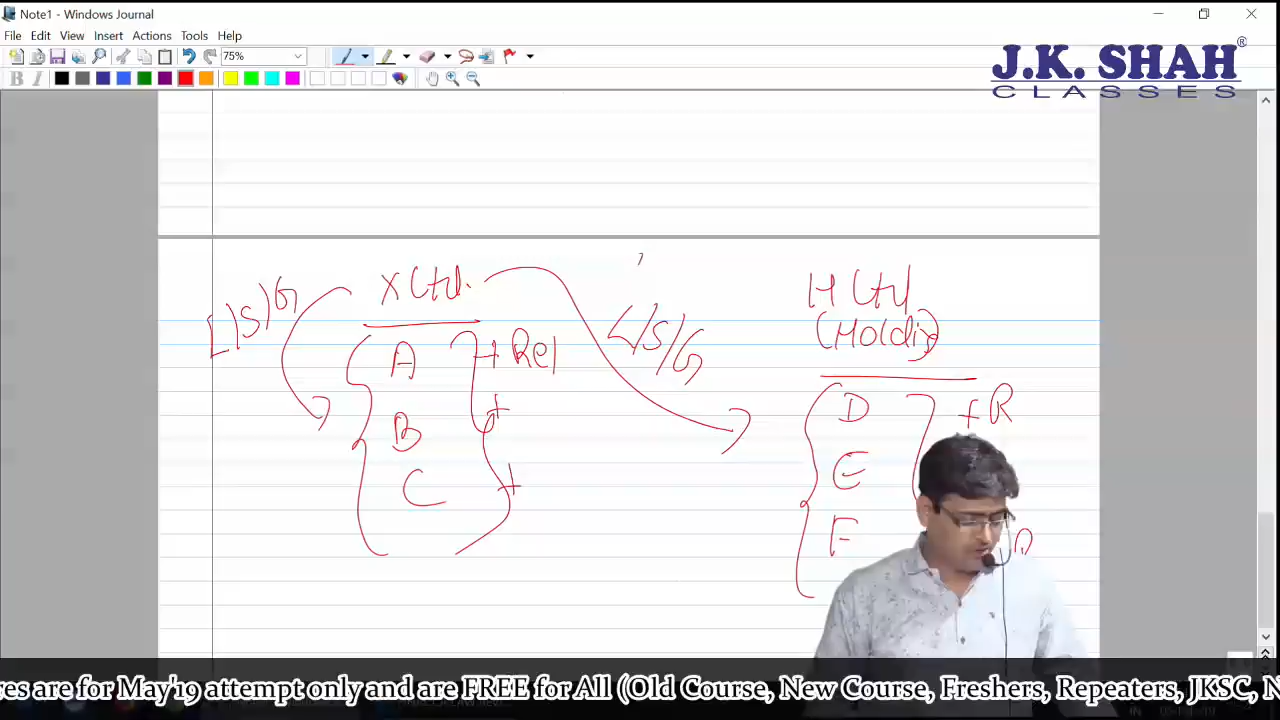 Note1 - Windows Journal
File Edit View Insert Actions Tools Help
75%
J.K. SHAH®
CLASSES
X Ltd.
L/S/G
A + Rel
B +
C +
L/S/G
H Ltd
(Holding)
D + R
E
F
res are for May'19 attempt only and are FREE for All (Old Course, New Course, Freshers, Repeaters, JKSC, N